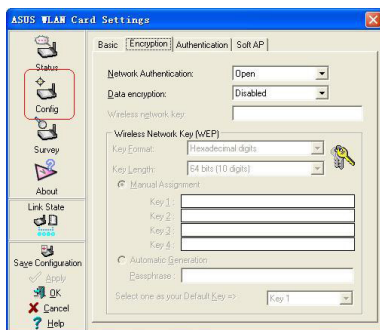 ASUS WLAN Card Settings
Status
Config
Survey
About
Link State
Save Configuration
Apply
OK
Cancel
Help
Basic Encryption Authentication Soft AP
Network Authentication: Open
Data encryption: Disabled
Wireless network key:
Wireless Network Key (WEP)
Key Format: Hexadecimal digits
Key Length: 64 bits (10 digits)
Manual Assignment
Key 1:
Key 2:
Key 3:
Key 4:
Automatic Generation
Passphrase:
Select one as your Default Key => Key 1